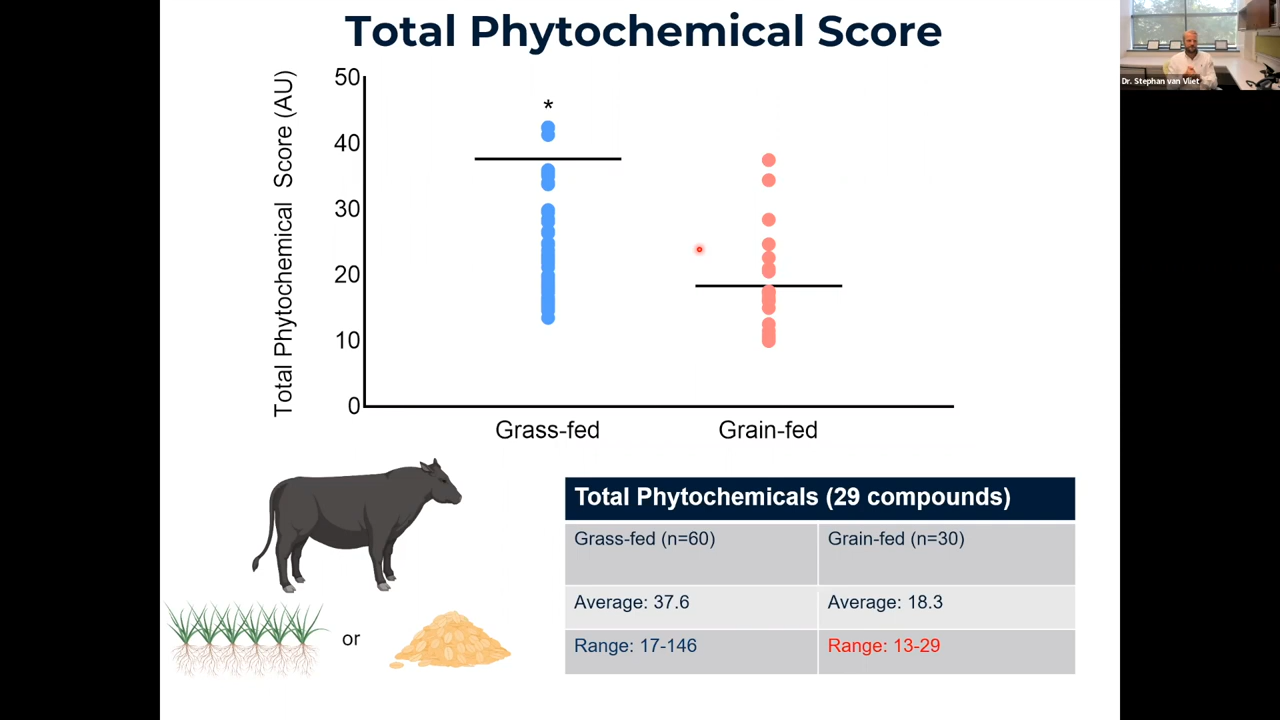 Total Phytochemical Score
Dr. Stephan van Vliet
Total Phytochemical Score (AU)
50
40
30
20
10
0
*
Grass-fed
Grain-fed
or
Total Phytochemicals (29 compounds)
Grass-fed (n=60)
Grain-fed (n=30)
Average: 37.6
Average: 18.3
Range: 17-146
Range: 13-29